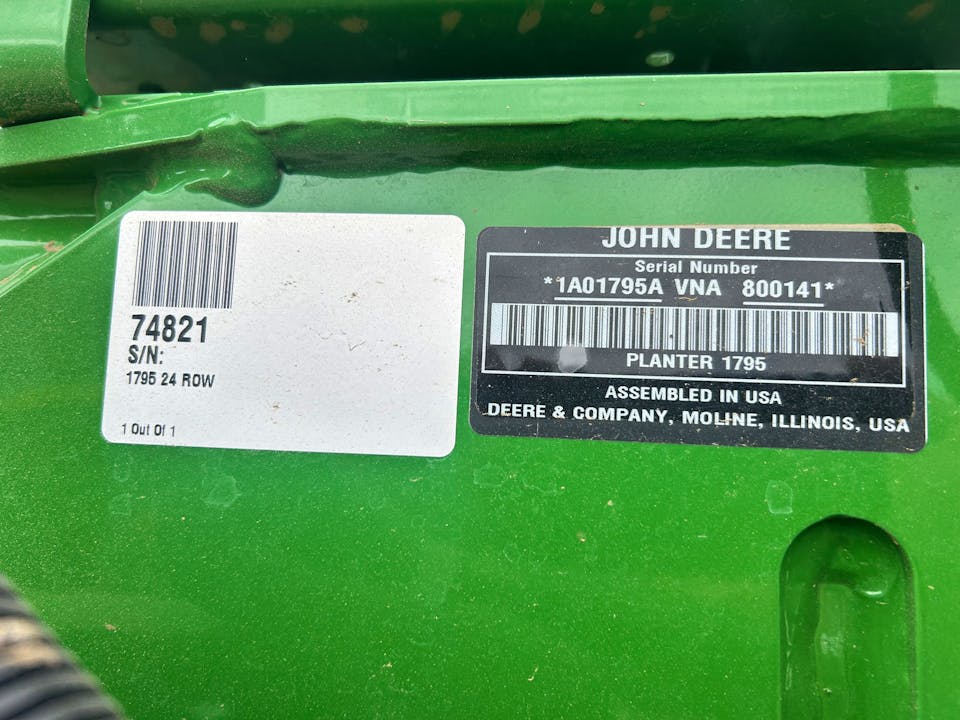 74821
S/N:
1795 24 ROW
1 Out Of 1
JOHN DEERE
Serial Number
*1A01795A VNA 800141*
PLANTER 1795
ASSEMBLED IN USA
DEERE & COMPANY, MOLINE, ILLINOIS, USA